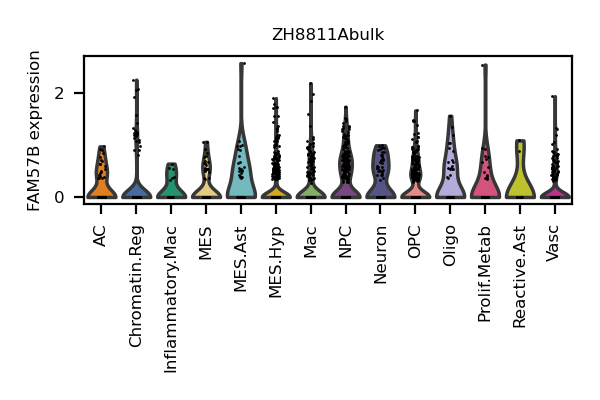 ZH8811Abulk
FAM57B expression
2
0
AC
Chromatin.Reg
Inflammatory.Mac
MES
MES.Ast
MES.Hyp
Mac
NPC
Neuron
OPC
Oligo
Prolif.Metab
Reactive.Ast
Vasc